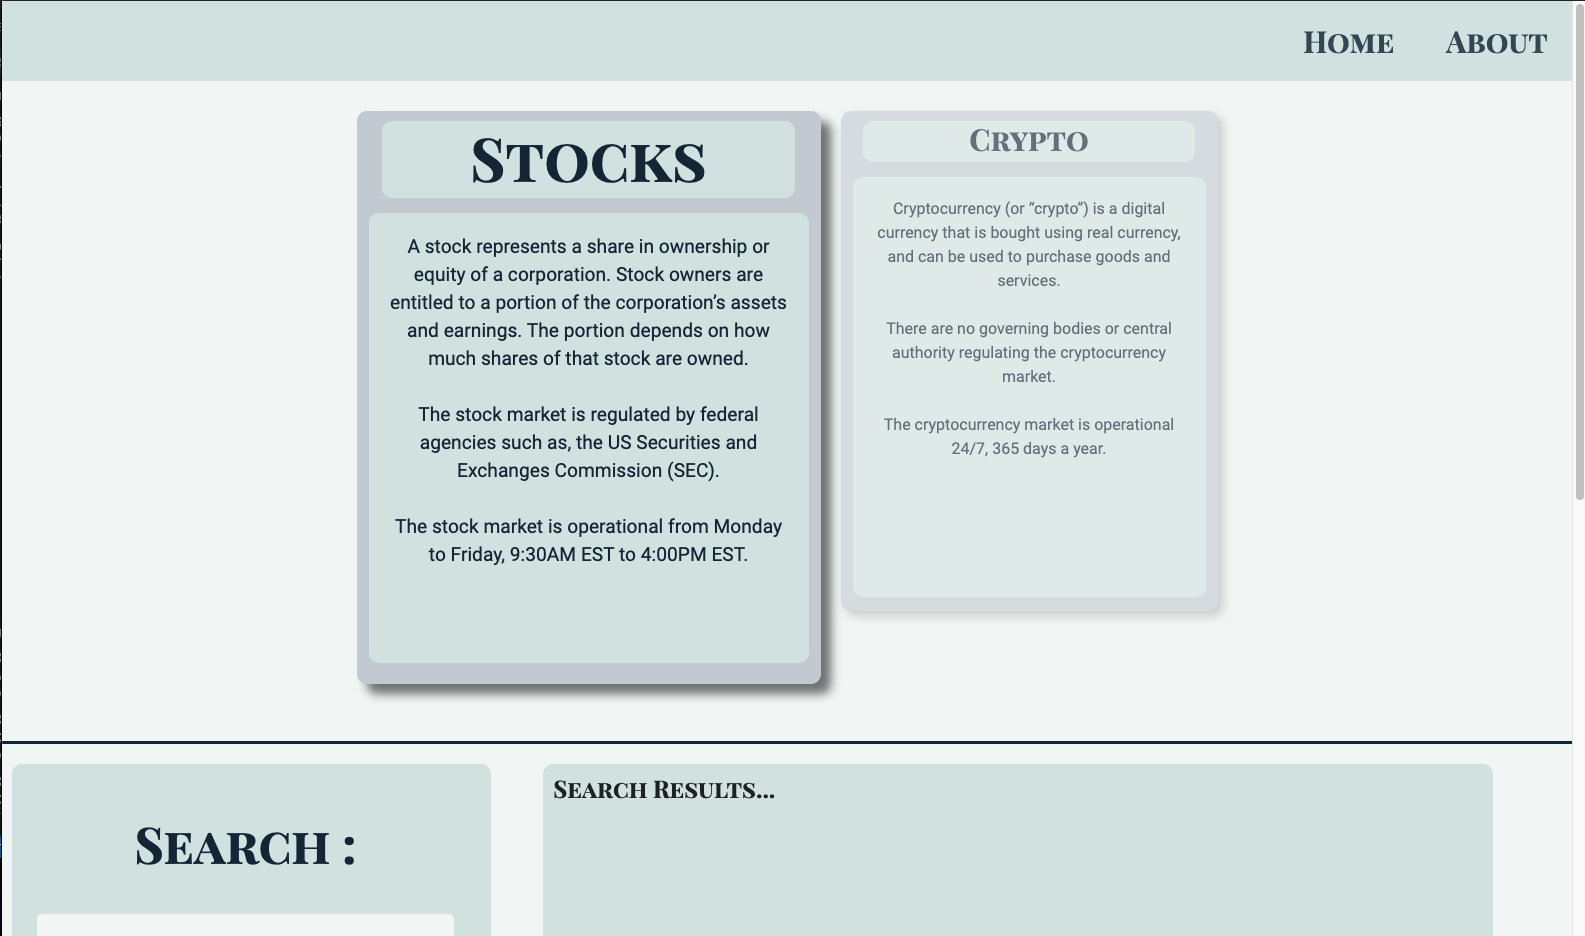 Home About
Stocks
A stock represents a share in ownership or
equity of a corporation. Stock owners are
entitled to a portion of the corporation’s assets
and earnings. The portion depends on how
much shares of that stock are owned.
The stock market is regulated by federal
agencies such as, the US Securities and
Exchanges Commission (SEC).
The stock market is operational from Monday
to Friday, 9:30AM EST to 4:00PM EST.
Crypto
Cryptocurrency (or “crypto”) is a digital
currency that is bought using real currency,
and can be used to purchase goods and
services.
There are no governing bodies or central
authority regulating the cryptocurrency
market.
The cryptocurrency market is operational
24/7, 365 days a year.
Search :
Search Results...